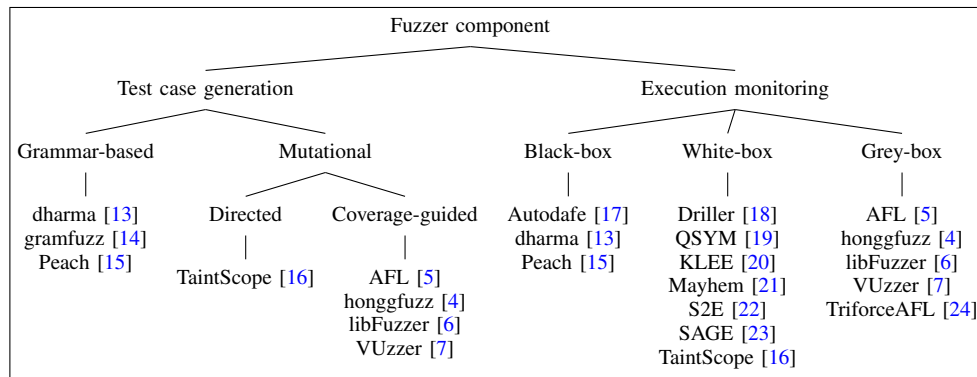 Fuzzer component
Test case generation
Execution monitoring
Grammar-based
Mutational
Black-box
White-box
Grey-box
dharma [13]
gramfuzz [14]
Peach [15]
Directed
Coverage-guided
TaintScope [16]
AFL [5]
honggfuzz [4]
libFuzzer [6]
VUzzer [7]
Autodafe [17]
dharma [13]
Peach [15]
Driller [18]
QSYM [19]
KLEE [20]
Mayhem [21]
S2E [22]
SAGE [23]
TaintScope [16]
AFL [5]
honggfuzz [4]
libFuzzer [6]
VUzzer [7]
TriforceAFL [24]